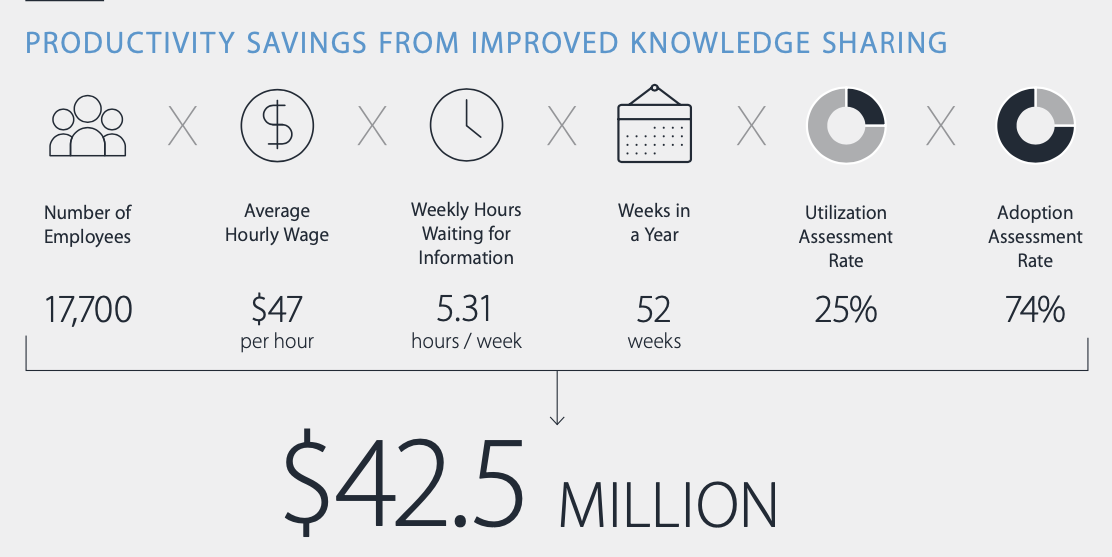 PRODUCTIVITY SAVINGS FROM IMPROVED KNOWLEDGE SHARING
X X X X X
$
Number of
Employees
17,700
Average
Hourly Wage
$47
per hour
Weekly Hours
Waiting for
Information
5.31
hours / week
Weeks in
a Year
52
weeks
Utilization
Assessment
Rate
25%
Adoption
Assessment
Rate
74%
$42.5 MILLION